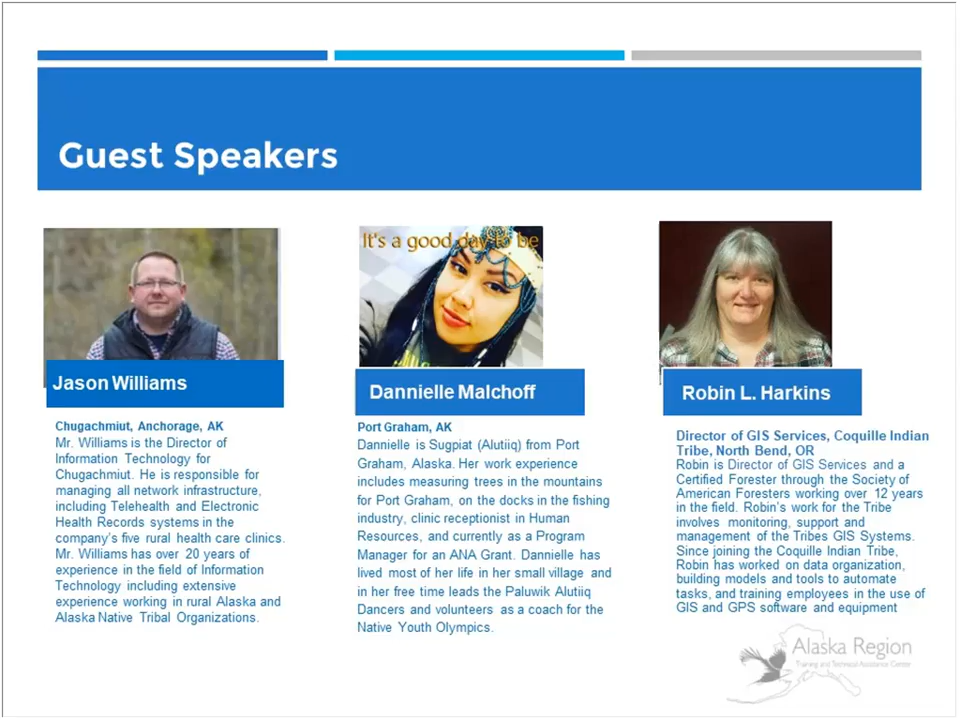 Guest Speakers
It's a good day to be
Jason Williams
Chugachmiut, Anchorage, AK
Mr. Williams is the Director of
Information Technology for
Chugachmiut. He is responsible for
managing all network infrastructure,
including Telehealth and Electronic
Health Records systems in the
company's five rural health care clinics.
Mr. Williams has over 20 years of
experience in the field of Information
Technology including extensive
experience working in rural Alaska and
Alaska Native Tribal Organizations.
Dannielle Malchoff
Port Graham, AK
Dannielle is Sugpiat (Alutiiq) from Port
Graham, Alaska. Her work experience
includes measuring trees in the mountains
for Port Graham, on the docks in the fishing
industry, clinic receptionist in Human
Resources, and currently as a Program
Manager for an ANA Grant. Dannielle has
lived most of her life in her small village and
in her free time leads the Paluwik Alutiiq
Dancers and volunteers as a coach for the
Native Youth Olympics.
Robin L. Harkins
Director of GIS Services, Coquille Indian
Tribe, North Bend, OR
Robin is Director of GIS Services and a
Certified Forester through the Society of
American Foresters working over 12 years
in the field. Robin's work for the Tribe
involves monitoring, support and
management of the Tribes GIS Systems.
Since joining the Coquille Indian Tribe,
Robin has worked on data organization,
building models and tools to automate
tasks, and training employees in the use of
GIS and GPS software and equipment
Alaska Region
Training and Technical Assistance Center